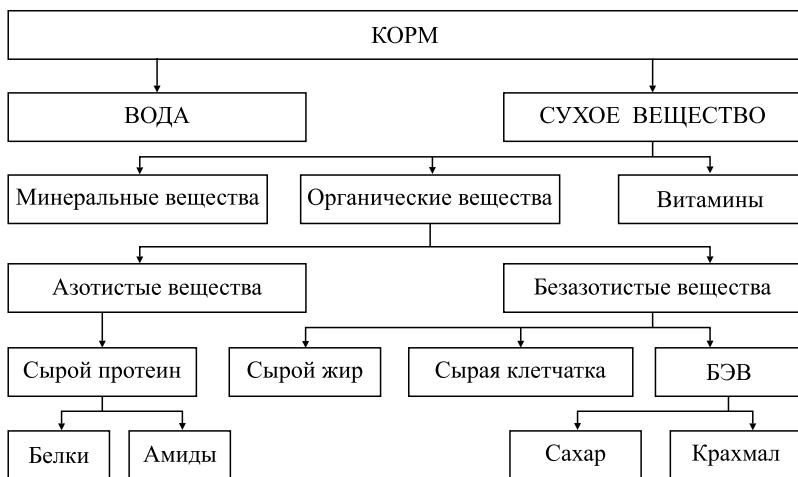 КОРМ
ВОДА
СУХОЕ ВЕЩЕСТВО
Минеральные вещества
Органические вещества
Витамины
Азотистые вещества
Безазотистые вещества
Сырой протеин
Сырой жир
Сырая клетчатка
БЭВ
Белки
Амиды
Сахар
Крахмал